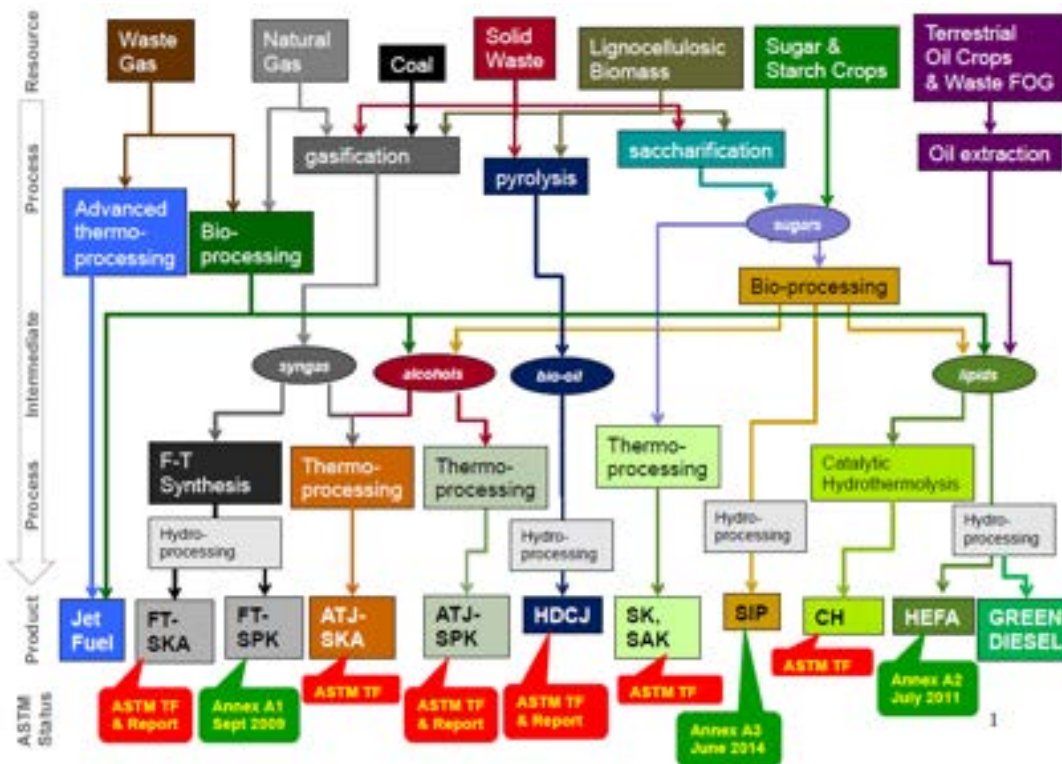 Resource
Waste
Gas
Natural
Gas
Coal
Solid
Waste
Lignocellulosic
Biomass
Sugar &
Starch Crops
Terrestrial
Oil Crops
& Waste FOG
Process
gasification
pyrolysis
saccharification
Oil extraction
Advanced
thermo-
processing
Bio-
processing
sugars
Bio-processing
Intermediate
syngas
alcohols
bio-oil
lipids
Process
F-T
Synthesis
Thermo-
processing
Thermo-
processing
Thermo-
processing
Catalytic
Hydrothermolysis
Hydro-
processing
Hydro-
processing
Hydro-
processing
Hydro-
processing
Product
Jet
Fuel
FT-
SKA
FT-
SPK
ATJ-
SKA
ATJ-
SPK
HDCJ
SK,
SAK
SIP
CH
HEFA
GREEN
DIESEL
ASTM
Status
ASTM TF
& Report
Annex A1
Sept 2009
ASTM TF
ASTM TF
& Report
ASTM TF
& Report
ASTM TF
Annex A3
June 2014
ASTM TF
Annex A2
July 2011
1